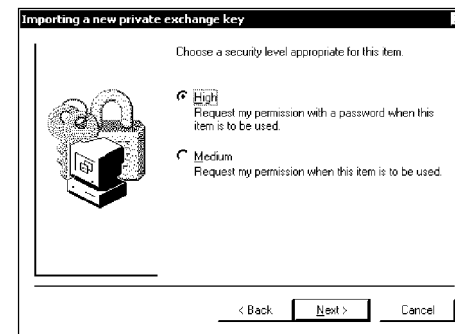 Importing a new private exchange key
Choose a security level appropriate for this item.
High
Request my permission with a password when this
item is to be used.
Medium
Request my permission when this item is to be used.
< Back
Next >
Cancel